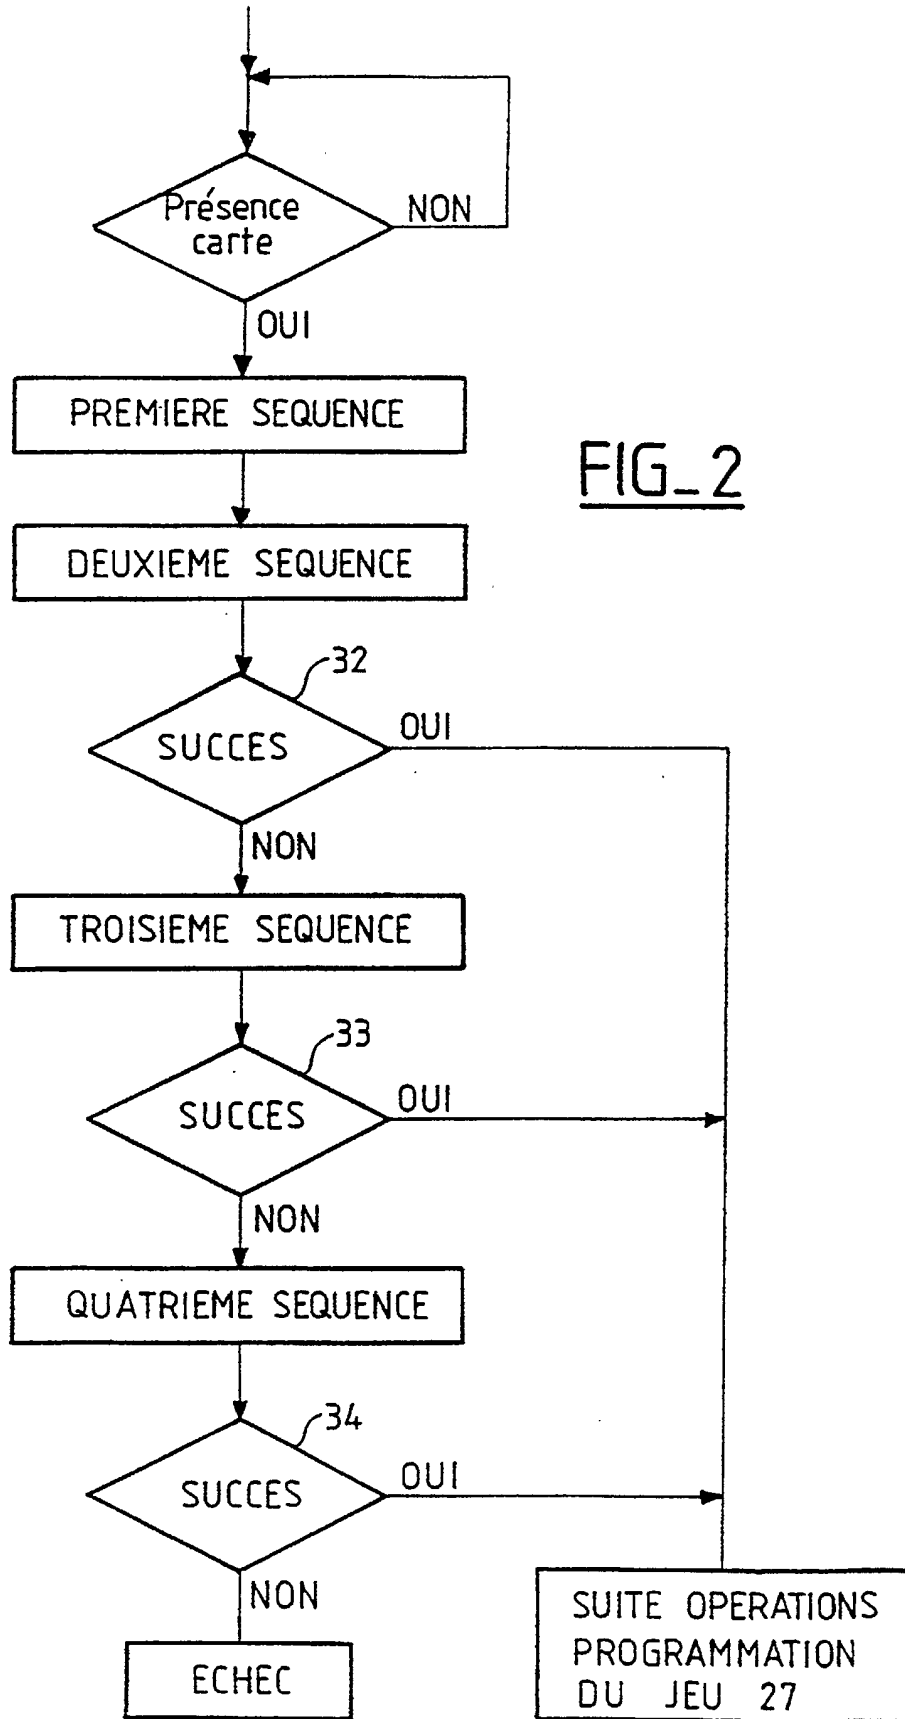 Présence
carte
NON
OUI
PREMIERE SEQUENCE
FIG_2
DEUXIEME SEQUENCE
32
SUCCES
OUI
NON
TROISIEME SEQUENCE
33
SUCCES
OUI
NON
QUATRIEME SEQUENCE
34
SUCCES
OUI
NON
ECHEC
SUITE OPERATIONS
PROGRAMMATION
DU JEU 27